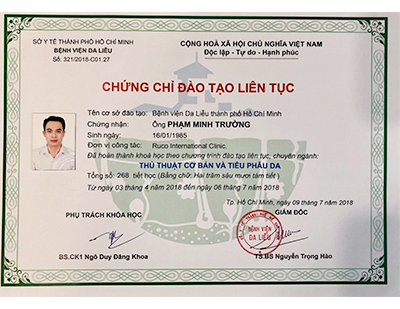 SỞ Y TẾ THÀNH PHỐ HỒ CHÍ MINH
BỆNH VIỆN DA LIỄU
Số: 321/2018-C01.27
CỘNG HOÀ XÃ HỘI CHỦ NGHĨA VIỆT NAM
Độc lập - Tự do - Hạnh phúc
CHỨNG CHỈ ĐÀO TẠO LIÊN TỤC
Tên cơ sở đào tạo: Bệnh viện Da Liễu thành phố Hồ Chí Minh
Chứng nhận: Ông PHẠM MINH TRƯỜNG
Sinh ngày: 16/01/1985
Đơn vị công tác: Ruco International Clinic.
Đã hoàn thành khoá học theo chương trình đào tạo liên tục, chuyên ngành:
THỦ THUẬT CƠ BẢN VÀ TIỂU PHẪU DA
Tổng số: 268 tiết học (Bằng chữ: Hai trăm sáu mươi tám tiết)
Từ ngày 03 tháng 4 năm 2018 đến ngày 06 tháng 7 năm 2018
Tp. Hồ Chí Minh, ngày 09 tháng 7 năm 2018
PHỤ TRÁCH KHÓA HỌC
GIÁM ĐỐC
BỆNH VIỆN
DA LIỄU
BS.CK1 Ngô Duy Đăng Khoa
TS.BS Nguyễn Trọng Hào